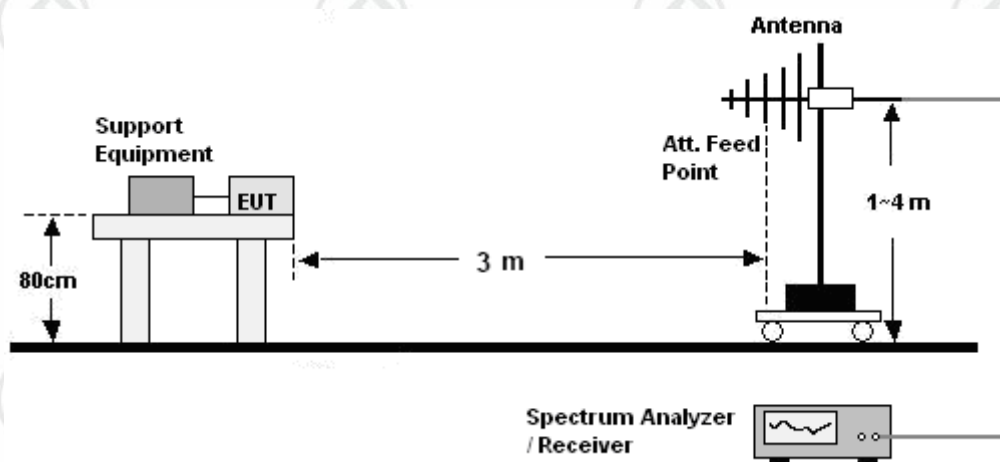 Antenna
Support
Equipment
EUT
Att. Feed
Point
1~4 m
80cm
3 m
Spectrum Analyzer
/ Receiver